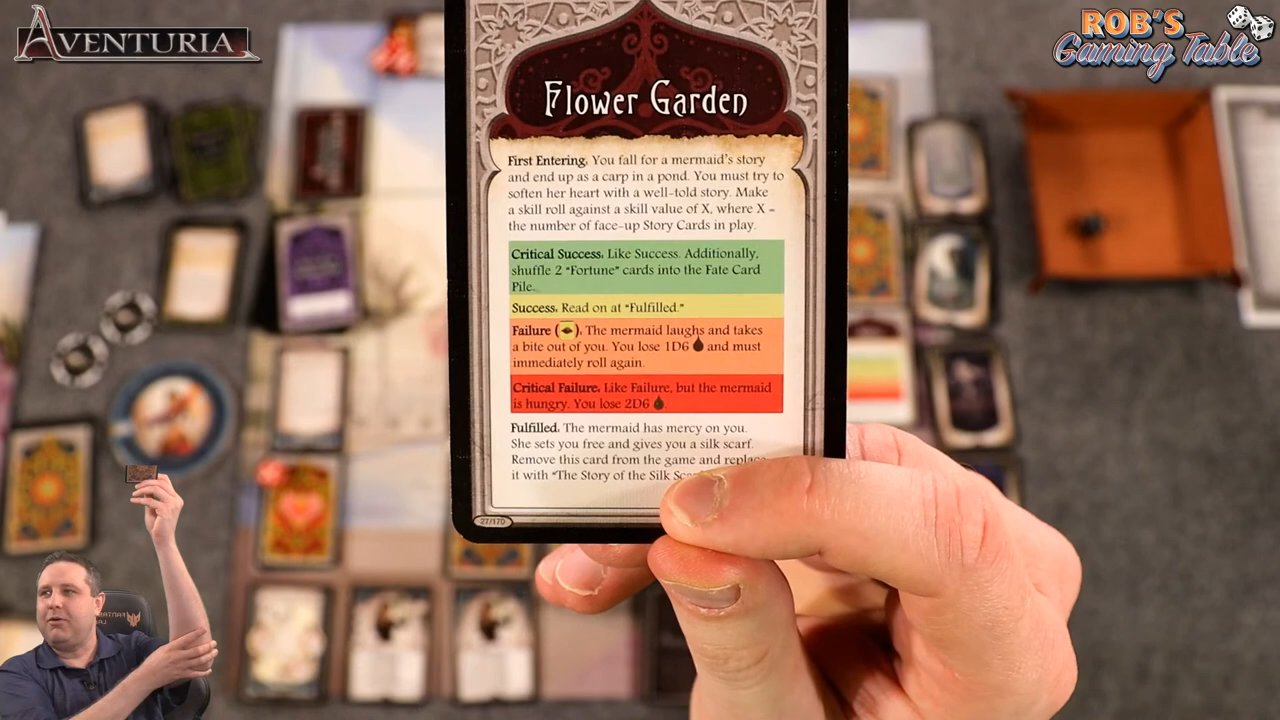 AVENTURIA
ROB'S
Gaming Table
Flower Garden
First Entering. You fall for a mermaid's story
and end up as a carp in a pond. You must try to
soften her heart with a well-told story. Make
a skill roll against a skill value of X, where X =
the number of face-up Story Cards in play.
Critical Success. Like Success. Additionally,
shuffle 2 "Fortune" cards into the Fate Card
Pile.
Success. Read on at "Fulfilled."
Failure ( ). The mermaid laughs and takes
a bite out of you. You lose 1D6 and must
immediately roll again.
Critical Failure. Like Failure, but the mermaid
is hungry. You lose 2D6 .
Fulfilled. The mermaid has mercy on you.
She sets you free and gives you a silk scarf.
Remove this card from the game and replace
it with "The Story of the Silk
27/170